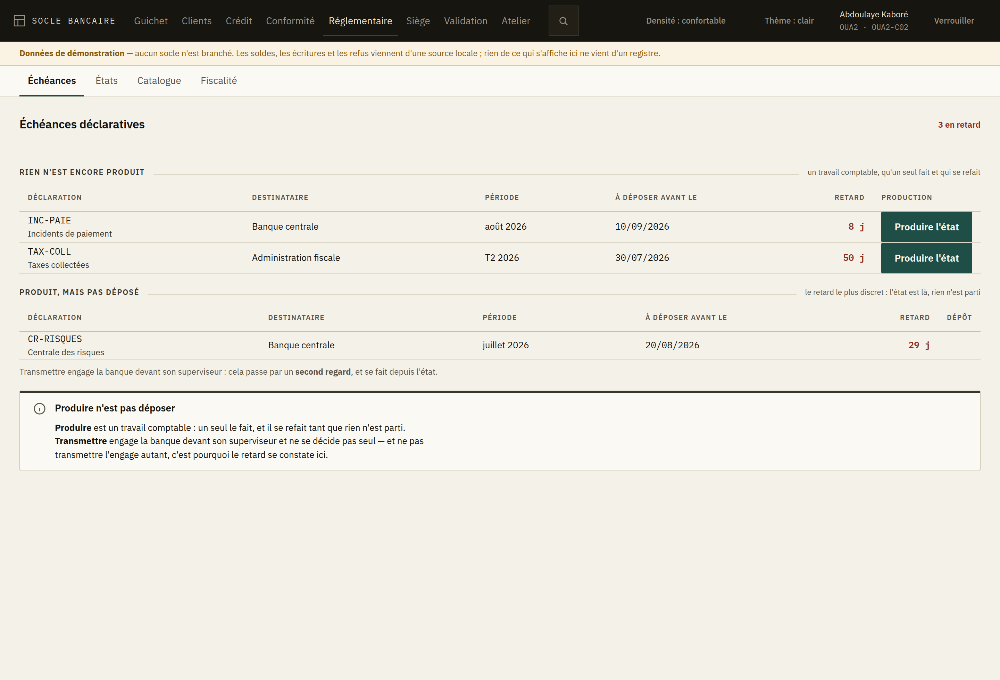 SOCLE BANCAIRE
Guichet Clients Crédit Conformité Réglementaire Siège Validation Atelier
Densité : confortable
Thème : clair
Abdoulaye Kaboré
OUA2 · OUA2-C02
Verrouiller
Données de démonstration — aucun socle n'est branché. Les soldes, les écritures et les refus viennent d'une source locale ; rien de ce qui s'affiche ici ne vient d'un registre.
Échéances États Catalogue Fiscalité
Échéances déclaratives
3 en retard
RIEN N'EST ENCORE PRODUIT
un travail comptable, qu'un seul fait et qui se refait
DÉCLARATION DESTINATAIRE PÉRIODE À DÉPOSER AVANT LE RETARD PRODUCTION
INC-PAIE
Incidents de paiement
Banque centrale août 2026 10/09/2026 8 j Produire l'état
TAX-COLL
Taxes collectées
Administration fiscale T2 2026 30/07/2026 50 j Produire l'état
PRODUIT, MAIS PAS DÉPOSÉ
le retard le plus discret : l'état est là, rien n'est parti
DÉCLARATION DESTINATAIRE PÉRIODE À DÉPOSER AVANT LE RETARD DÉPÔT
CR-RISQUES
Centrale des risques
Banque centrale juillet 2026 20/08/2026 29 j
Transmettre engage la banque devant son superviseur : cela passe par un second regard, et se fait depuis l'état.
Produire n'est pas déposer
Produire est un travail comptable : un seul le fait, et il se refait tant que rien n'est parti.
Transmettre engage la banque devant son superviseur et ne se décide pas seul — et ne pas
transmettre l'engage autant, c'est pourquoi le retard se constate ici.